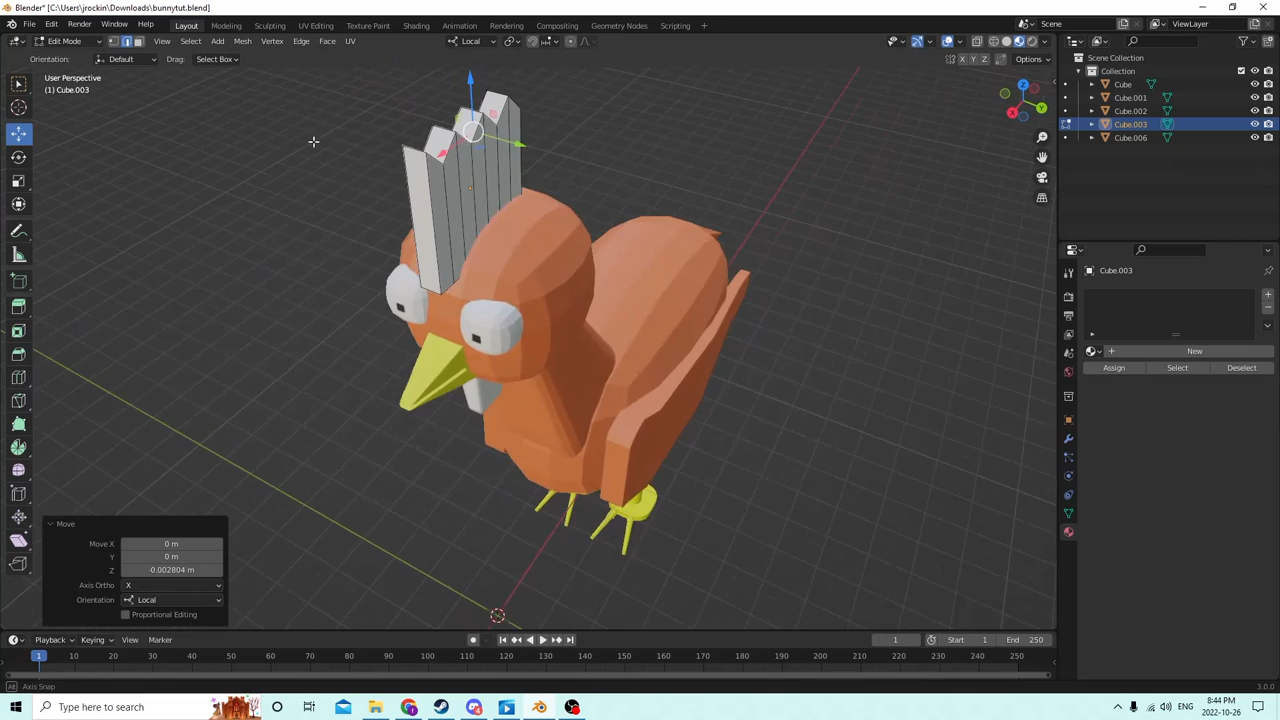 Blender* [C:\Users\jrockin\Downloads\bunnytut.blend]
File Edit Render Window Help Layout Modeling Sculpting UV Editing Texture Paint Shading Animation Rendering Compositing Geometry Nodes Scripting + Scene ViewLayer
Edit Mode View Select Add Mesh Vertex Edge Face UV Local
Orientation: Default Drag: Select Box X Y Z Options
User Perspective
(1) Cube.003
Scene Collection
Collection
Cube
Cube.001
Cube.002
Cube.003
Cube.006
Z
Y
X
Cube.003
New
Assign Select Deselect
Move
Move X 0 m
Y 0 m
Z -0.002804 m
Axis Ortho X
Orientation Local
Proportional Editing
Playback Keying View Marker 1 Start 1 End 250
1 10 20 30 40 50 60 70 80 90 100 110 120 130 140 150 160 170 180 190 200 210 220 230 240 250
Alt Axis Snap 3.0.0
Type here to search
ENG
8:44 PM
2022-10-26